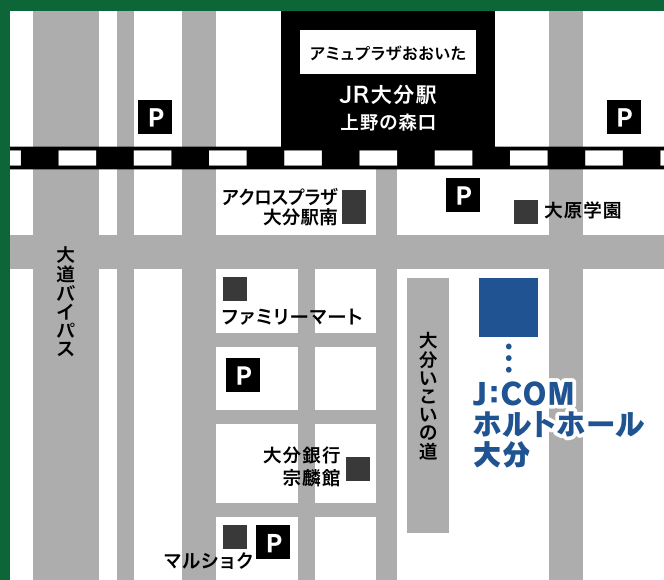 アミュプラザおおいた
JR大分駅
上野の森口
P
P
アクロスプラザ
大分駅南
P
大原学園
大道バイパス
ファミリーマート
P
大分いこいの道
J:COM
ホルトホール
大分
大分銀行
宗麟館
P
マルショク